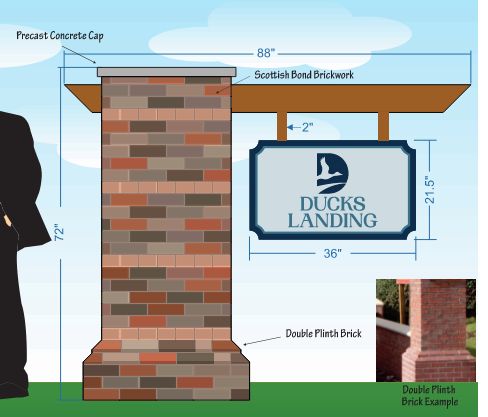 Precast Concrete Cap
88"
Scottish Bond Brickwork
2"
DUCKS
LANDING
21.5"
72"
36"
Double Plinth Brick
Double Plinth
Brick Example